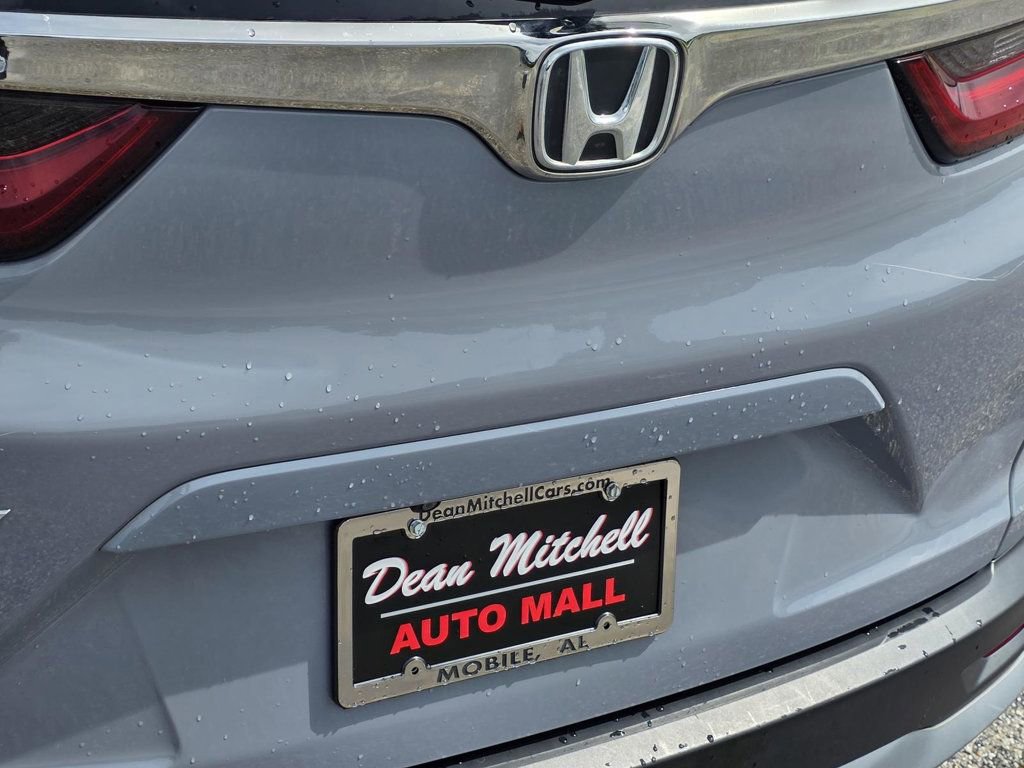 DeanMitchellCars.com
Dean Mitchell
AUTO MALL
MOBILE, AL